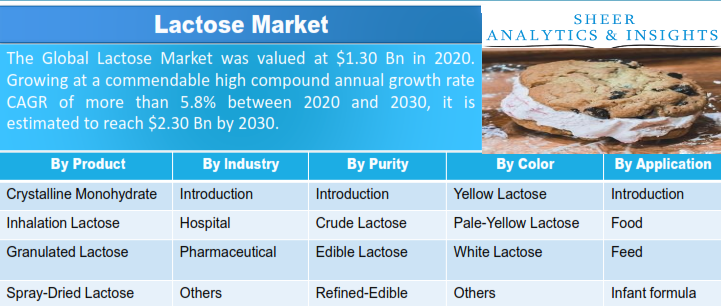 Lactose Market
SHEER
ANALYTICS & INSIGHTS
The Global Lactose Market was valued at $1.30 Bn in 2020.
Growing at a commendable high compound annual growth rate
CAGR of more than 5.8% between 2020 and 2030, it is
estimated to reach $2.30 Bn by 2030.
By Product By Industry By Purity By Color By Application
Crystalline Monohydrate Introduction Introduction Yellow Lactose Introduction
Inhalation Lactose Hospital Crude Lactose Pale-Yellow Lactose Food
Granulated Lactose Pharmaceutical Edible Lactose White Lactose Feed
Spray-Dried Lactose Others Refined-Edible Others Infant formula